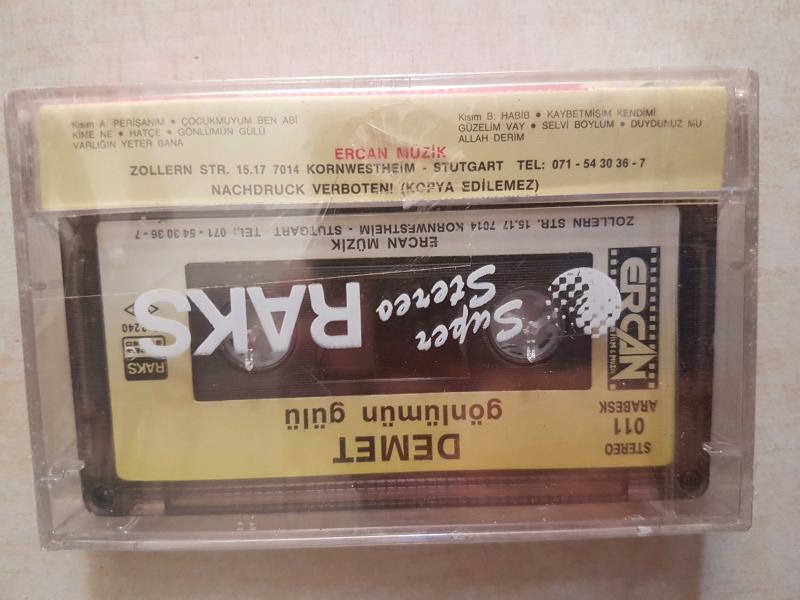 Kısım A: PERİŞANIM • ÇOCUKMUYUM BEN ABİ
KİME NE • HATÇE • GÖNLÜMÜN GÜLÜ
VARLIĞIN YETER BANA
Kısım B: HABİB • KAYBETMİŞİM KENDİMİ
GÜZELİM VAY • SELVİ BOYLUM • DUYDUNUZ MU
ALLAH DERİM
ERCAN MÜZİK
ZOLLERN STR. 15.17 7014 KORNWESTHEİM - STUTGART TEL: 071 - 54 30 36 - 7
NACHDRUCK VERBOTEN! (KOPYA EDİLEMEZ)
STEREO
011
ARABESK
DEMET
gönlümün gülü
ERCAN
RAKS
Super
Stereo
RAKS
ERCAN MÜZİK
ZOLLERN STR. 15.17 7014 KORNWESTHEİM - STUTGART TEL: 071 - 54 30 36 - 7